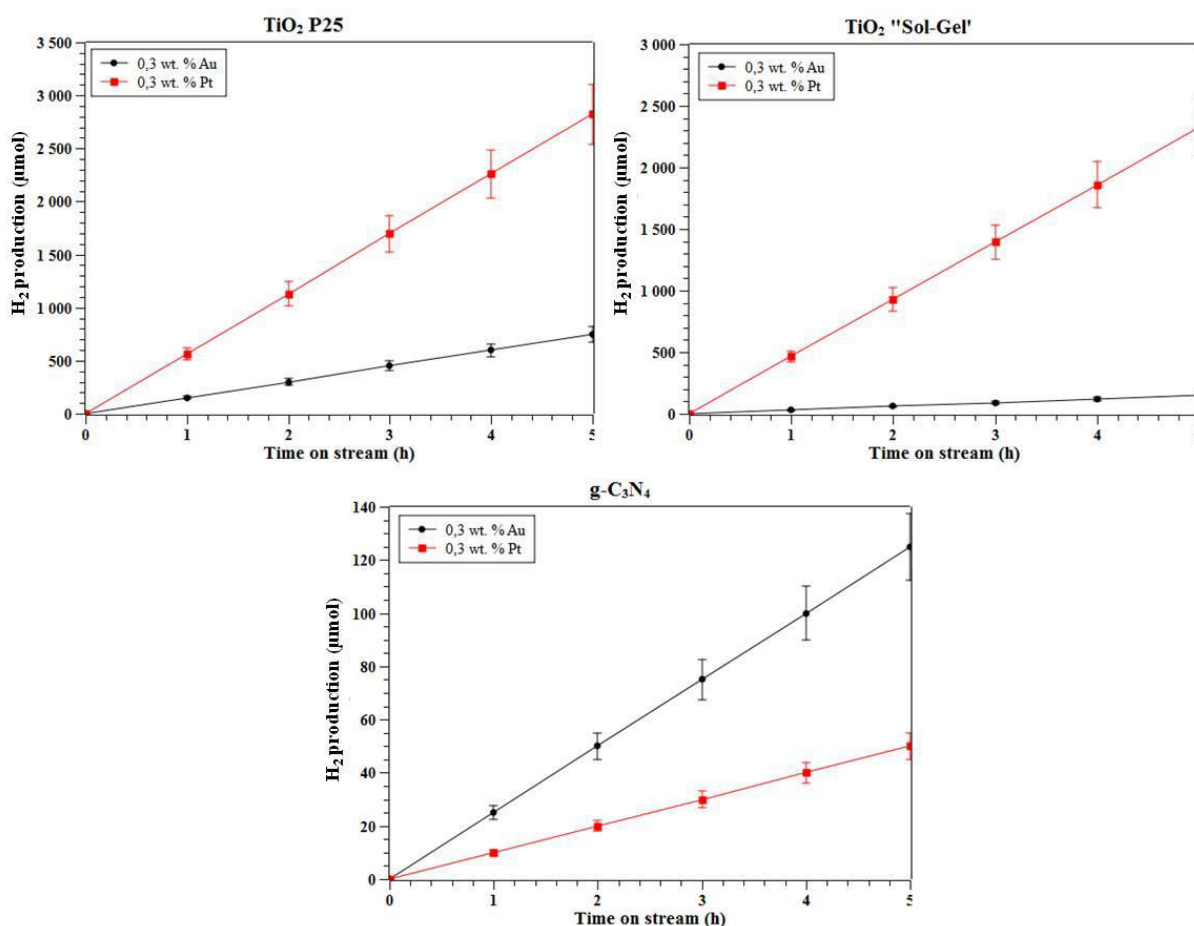 TiO₂ P25
3 500
3 000
2 500
2 000
1 500
1 000
500
0
H₂ production (µmol)
0,3 wt. % Au
0,3 wt. % Pt
0 1 2 3 4 5
Time on stream (h)
TiO₂ "Sol-Gel'
3 000
2 500
2 000
1 500
1 000
500
0
H₂ production (µmol)
0,3 wt. % Au
0,3 wt. % Pt
0 1 2 3 4
Time on stream (h)
g-C₃N₄
140
120
100
80
60
40
20
0
H₂ production (µmol)
0,3 wt. % Au
0,3 wt. % Pt
0 1 2 3 4 5
Time on stream (h)